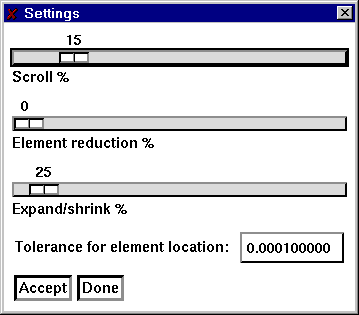 Settings
15
Scroll %
0
Element reduction %
25
Expand/shrink %
Tolerance for element location: 0.000100000
Accept Done